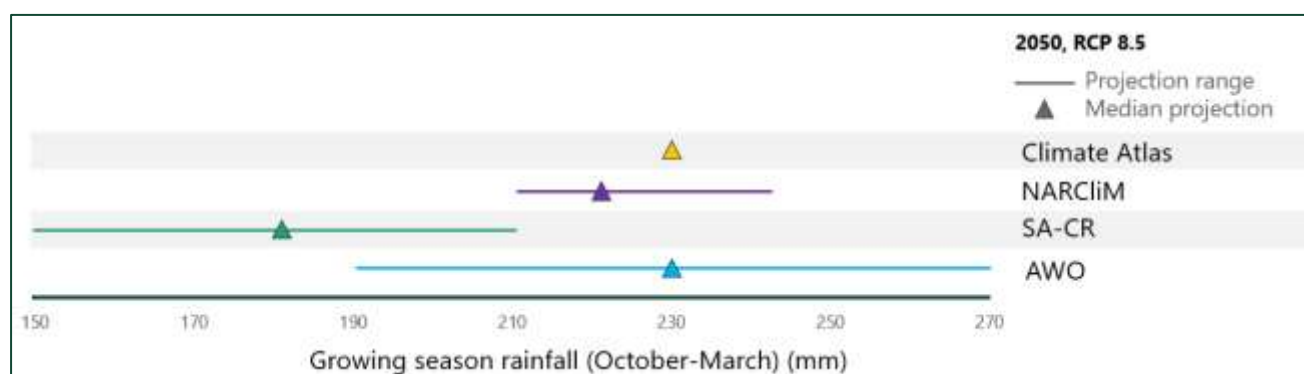 2050, RCP 8.5
Projection range
Median projection
Climate Atlas
NARCliM
SA-CR
AWO
150 170 190 210 230 250 270
Growing season rainfall (October-March) (mm)